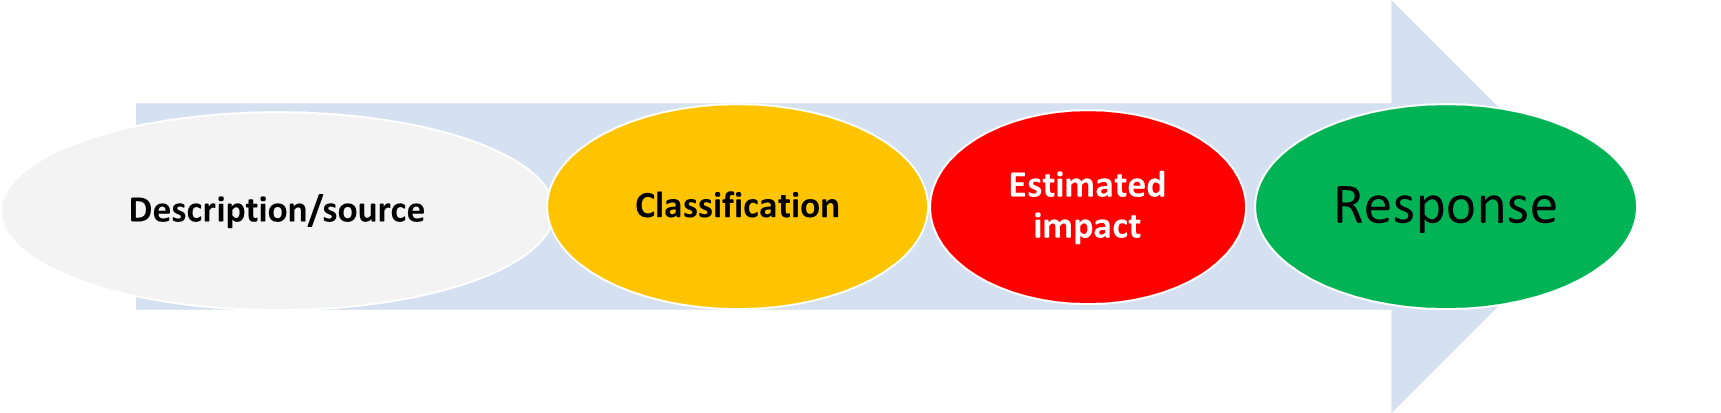 Description/source
Classification
Estimated
impact
Response